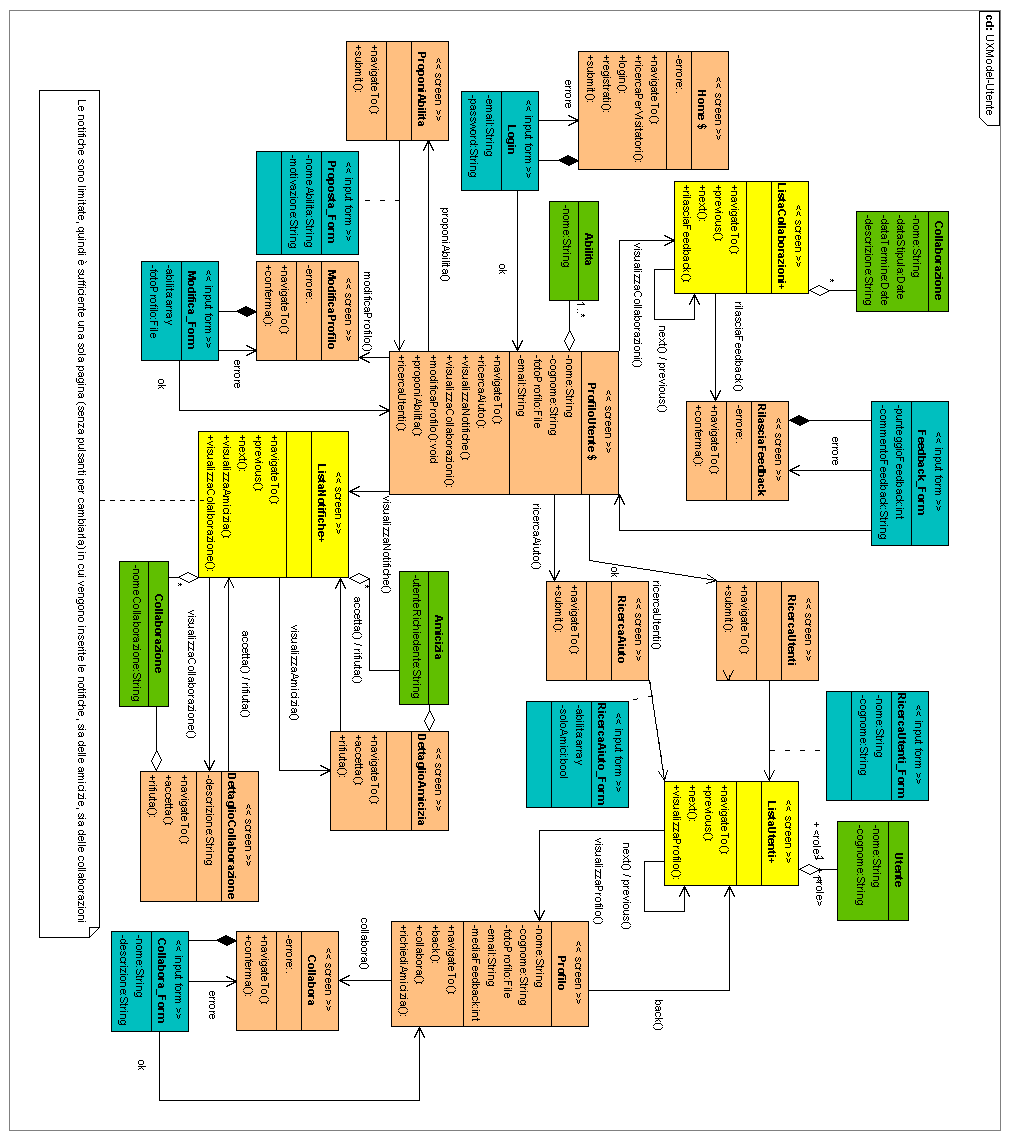 cd: UXModel-Utente
<< screen >>
Home $
-errore:.
+navigateTo():
+ricercaPerVisitatori():
+login():
+registrati():
+submit():
errore
<< input form >>
Login
-email:String
-password:String
ok
<< screen >>
ProponiAbilita
+navigateTo():
+submit():
proponiAbilita()
<< input form >>
Proposta_Form
-nomeAbilita:String
-motivazione:String
Collaborazione
-nome:String
-dataStipula:Date
-dataTermine:Date
-descrizione:String
*
<< screen >>
ListaCollaborazioni+
+navigateTo():
+previous():
+next():
+rilasciaFeedback():
next() / previous()
visualizzaCollaborazioni()
rilasciaFeedback()
Abilita
-nome:String
1..*
<< screen >>
ModificaProfilo
-errore:.
+navigateTo():
+conferma():
modificaProfilo()
<< input form >>
Modifica_Form
-abilita:array
-fotoProfilo:File
errore
ok
<< screen >>
ProfiloUtente $
-nome:String
-cognome:String
-fotoProfilo:File
-email:String
+navigateTo():
+ricercaAiuto():
+visualizzaNotifiche():
+visualizzaCollaborazioni():
+modificaProfilo():void
+proponiAbilita():
+ricercaUtenti():
<< input form >>
Feedback_Form
-punteggioFeedback:int
-commentoFeedback:String
errore
<< screen >>
RilasciaFeedback
-errore:.
+navigateTo():
+conferma():
ok
<< screen >>
ListaNotifiche+
+navigateTo():
+previous():
+next():
+visualizzaAmicizia():
+visualizzaColalborazione():
visualizzaNotifiche()
ricercaAiuto()
ricercaUtenti()
<< screen >>
RicercaUtenti
+navigateTo():
+submit():
<< screen >>
RicercaAiuto
+navigateTo():
+submit():
Amicizia
-utenteRichiedente:String
*
accetta() / rifiuta()
visualizzaAmicizia()
accetta() / rifiuta()
visualizzaCollaborazione()
*
Collaborazione
-nomeCollaborazione:String
<< input form >>
RicercaUtenti_Form
-nome:String
-cognome:String
<< input form >>
RicercaAiuto_Form
-abilita:array
-soloAmici:bool
<< screen >>
DettaglioAmicizia
+navigateTo():
+accetta():
+rifiuta():
<< screen >>
DettaglioCollaborazione
-descrizione:String
+navigateTo():
+accetta():
+rifiuta():
Utente
-nome:String
-cognome:String
<< screen >>
ListaUtenti+
+navigateTo():
+previous():
+next():
+visualizzaProfilo():
next() / previous()
visualizzaProfilo()
back()
<< screen >>
Profilo
-nome:String
-cognome:String
-fotoProfilo:File
-email:String
-mediaFeedback:int
+navigateTo():
+back():
+collabora():
+richediAmicizia():
collabora()
<< screen >>
Collabora
-errore:.
+navigateTo():
+conferma():
errore
<< input form >>
Collabora_Form
-nome:String
-descrizione:String
ok
Le notifiche sono limitate, quindi è sufficiente una sola pagina (senza pulsanti per cambiarla) in cui vengono inserite le notifiche, sia delle amicizie, sia delle collaborazioni